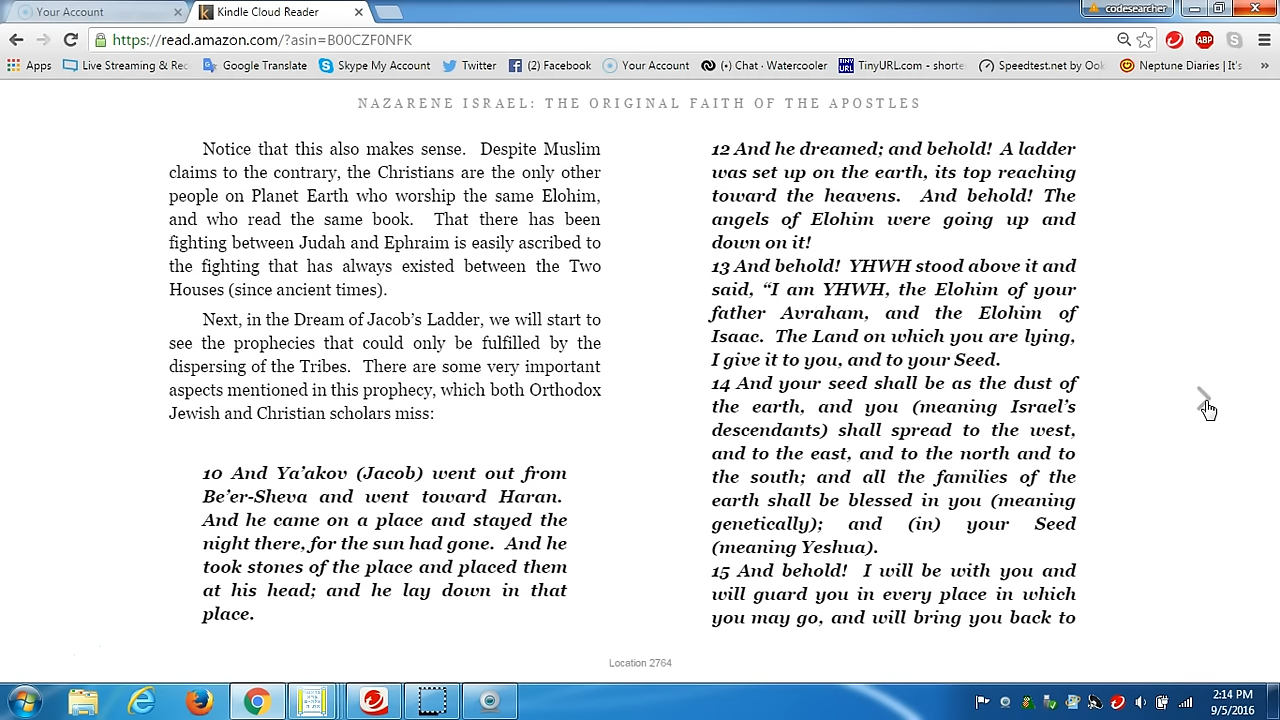 Your Account
Kindle Cloud Reader
codesearcher
https://read.amazon.com/?asin=B00CZF0NFK
ABP
Apps
Live Streaming & Rec
Google Translate
Skype My Account
Twitter
(2) Facebook
Your Account
(•) Chat · Watercooler
TinyURL.com - shorte
Speedtest.net by Ook
Neptune Diaries | It's
»
NAZARENE ISRAEL: THE ORIGINAL FAITH OF THE APOSTLES
Notice that this also makes sense. Despite Muslim
claims to the contrary, the Christians are the only other
people on Planet Earth who worship the same Elohim,
and who read the same book. That there has been
fighting between Judah and Ephraim is easily ascribed to
the fighting that has always existed between the Two
Houses (since ancient times).
Next, in the Dream of Jacob's Ladder, we will start to
see the prophecies that could only be fulfilled by the
dispersing of the Tribes. There are some very important
aspects mentioned in this prophecy, which both Orthodox
Jewish and Christian scholars miss:
10 And Ya'akov (Jacob) went out from
Be'er-Sheva and went toward Haran.
And he came on a place and stayed the
night there, for the sun had gone. And he
took stones of the place and placed them
at his head; and he lay down in that
place.
12 And he dreamed; and behold! A ladder
was set up on the earth, its top reaching
toward the heavens. And behold! The
angels of Elohim were going up and
down on it!
13 And behold! YHWH stood above it and
said, "I am YHWH, the Elohim of your
father Avraham, and the Elohim of
Isaac. The Land on which you are lying,
I give it to you, and to your Seed.
14 And your seed shall be as the dust of
the earth, and you (meaning Israel's
descendants) shall spread to the west,
and to the east, and to the north and to
the south; and all the families of the
earth shall be blessed in you (meaning
genetically); and (in) your Seed
(meaning Yeshua).
15 And behold! I will be with you and
will guard you in every place in which
you may go, and will bring you back to
Location 2764
2:14 PM
9/5/2016